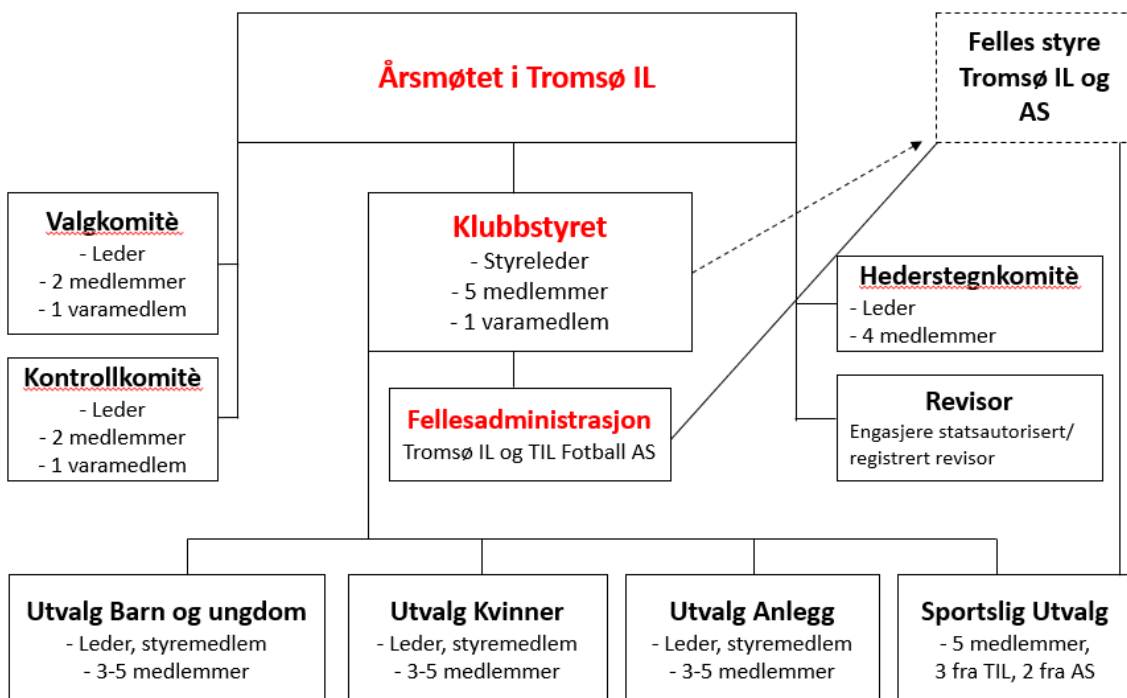 Årsmøtet i Tromsø IL
Felles styre
Tromsø IL og
AS
Valgkomitè
- Leder
- 2 medlemmer
- 1 varamedlem
Klubbstyret
- Styreleder
- 5 medlemmer
- 1 varamedlem
Hederstegnkomitè
- Leder
- 4 medlemmer
Kontrollkomitè
- Leder
- 2 medlemmer
- 1 varamedlem
Fellesadministrasjon
Tromsø IL og TIL Fotball AS
Revisor
Engasjere statsautorisert/
registrert revisor
Utvalg Barn og ungdom
- Leder, styremedlem
- 3-5 medlemmer
Utvalg Kvinner
- Leder, styremedlem
- 3-5 medlemmer
Utvalg Anlegg
- Leder, styremedlem
- 3-5 medlemmer
Sportslig Utvalg
- 5 medlemmer,
3 fra TIL, 2 fra AS